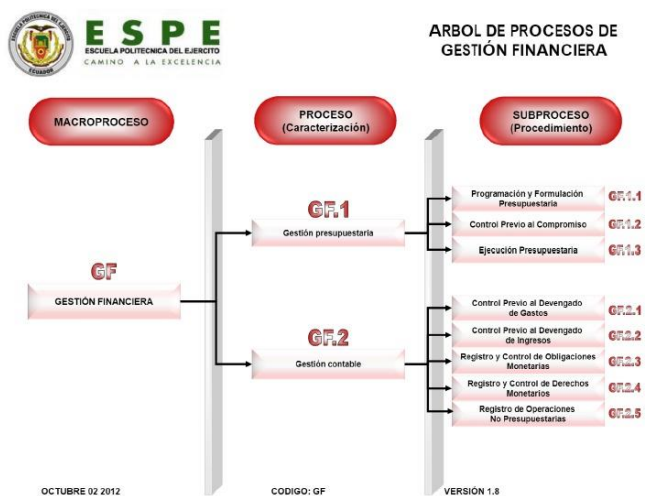 ESPE
ESCUELA POLITECNICA DEL EJERCITO
CAMINO A LA EXCELENCIA
ECUADOR
ARBOL DE PROCESOS DE
GESTIÓN FINANCIERA
MACROPROCESO
PROCESO
(Caracterización)
SUBPROCESO
(Procedimiento)
GF
GESTIÓN FINANCIERA
GF.1
Gestión presupuestaria
Programación y Formulación
Presupuestaria
GF.1.1
Control Previo al Compromiso
GF.1.2
Ejecución Presupuestaria
GF.1.3
GF.2
Gestión contable
Control Previo al Devengado
de Gastos
GF.2.1
Control Previo al Devengado
de Ingresos
GF.2.2
Registro y Control de Obligaciones
Monetarias
GF.2.3
Registro y Control de Derechos
Monetarios
GF.2.4
Registro de Operaciones
No Presupuestarias
GF.2.5
OCTUBRE 02 2012
CODIGO: GF
VERSIÓN 1.8